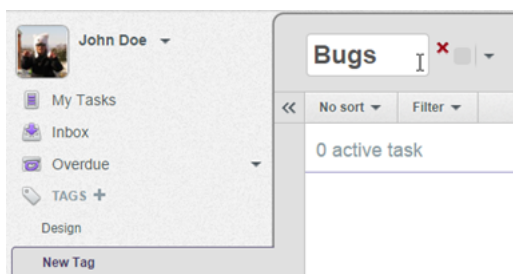 John Doe
My Tasks
Inbox
Overdue
TAGS +
Design
New Tag
Bugs
No sort
Filter
0 active task